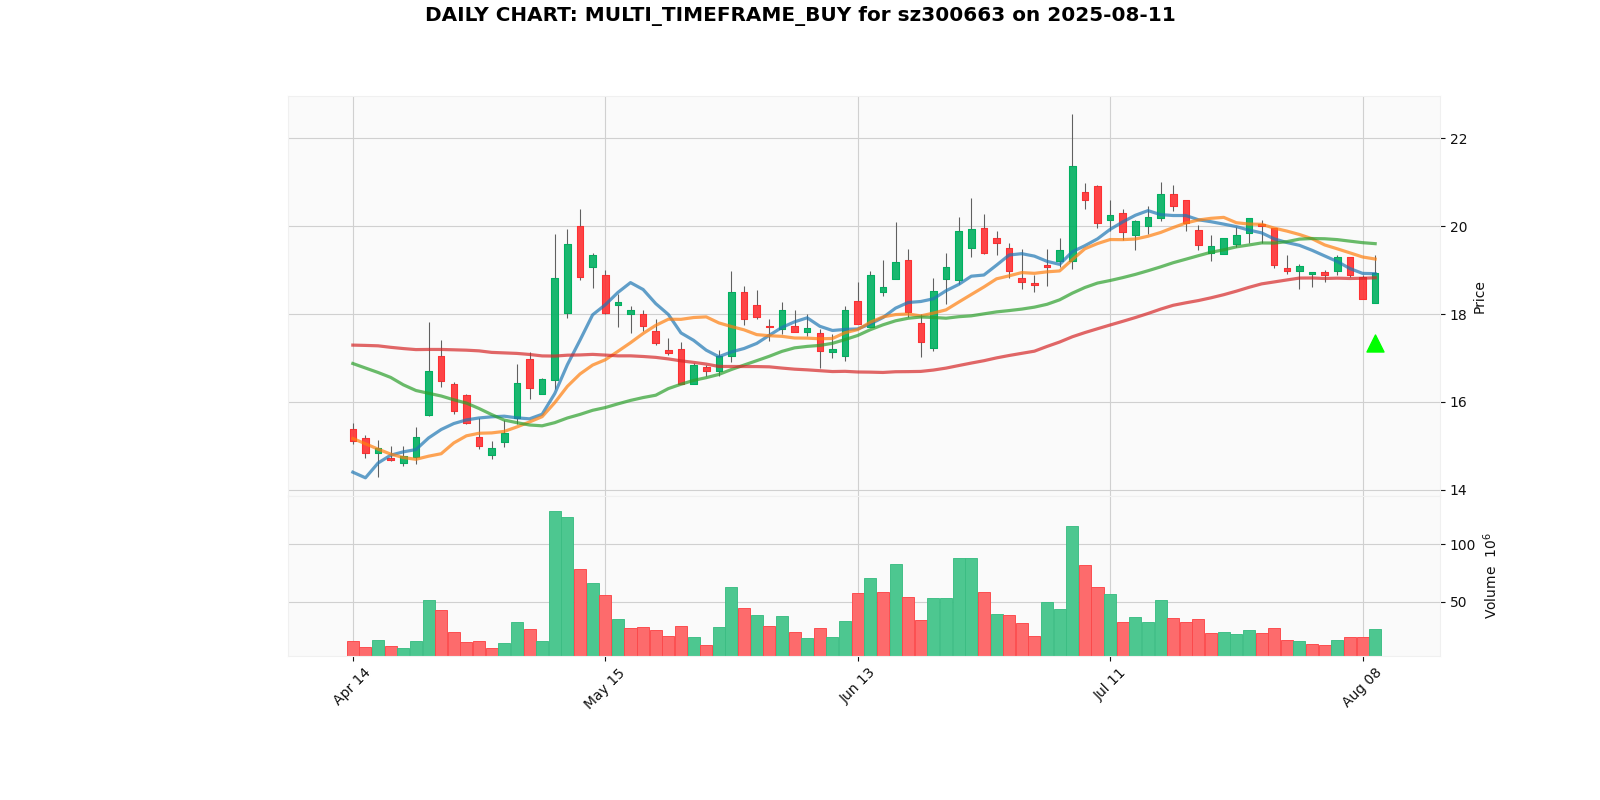 DAILY CHART: MULTI_TIMEFRAME_BUY for sz300663 on 2025-08-11
22
20
18
16
14
Price
100
50
Volume 10^6
Apr 14
May 15
Jun 13
Jul 11
Aug 08